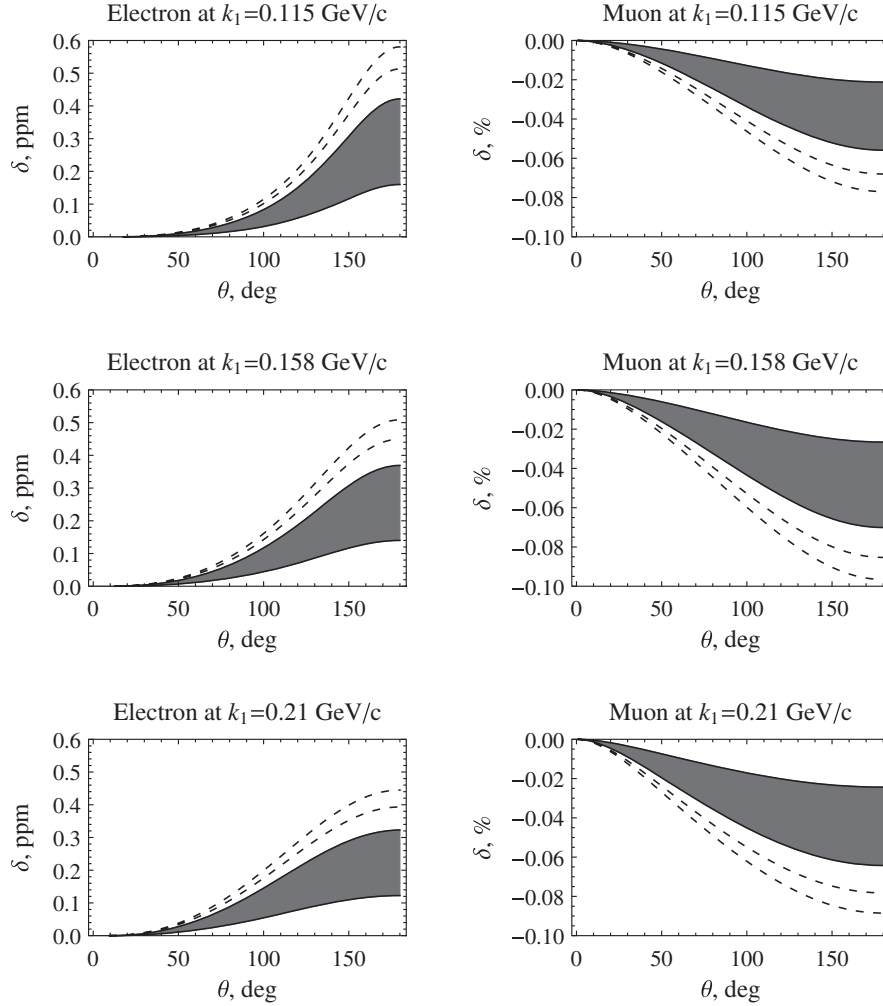 Electron at k₁=0.115 GeV/c
δ, ppm
0.6
0.5
0.4
0.3
0.2
0.1
0.0
0 50 100 150
θ, deg
Muon at k₁=0.115 GeV/c
δ, %
0.00
−0.02
−0.04
−0.06
−0.08
−0.10
0 50 100 150
θ, deg
Electron at k₁=0.158 GeV/c
δ, ppm
0.6
0.5
0.4
0.3
0.2
0.1
0.0
0 50 100 150
θ, deg
Muon at k₁=0.158 GeV/c
δ, %
0.00
−0.02
−0.04
−0.06
−0.08
−0.10
0 50 100 150
θ, deg
Electron at k₁=0.21 GeV/c
δ, ppm
0.6
0.5
0.4
0.3
0.2
0.1
0.0
0 50 100 150
θ, deg
Muon at k₁=0.21 GeV/c
δ, %
0.00
−0.02
−0.04
−0.06
−0.08
−0.10
0 50 100 150
θ, deg